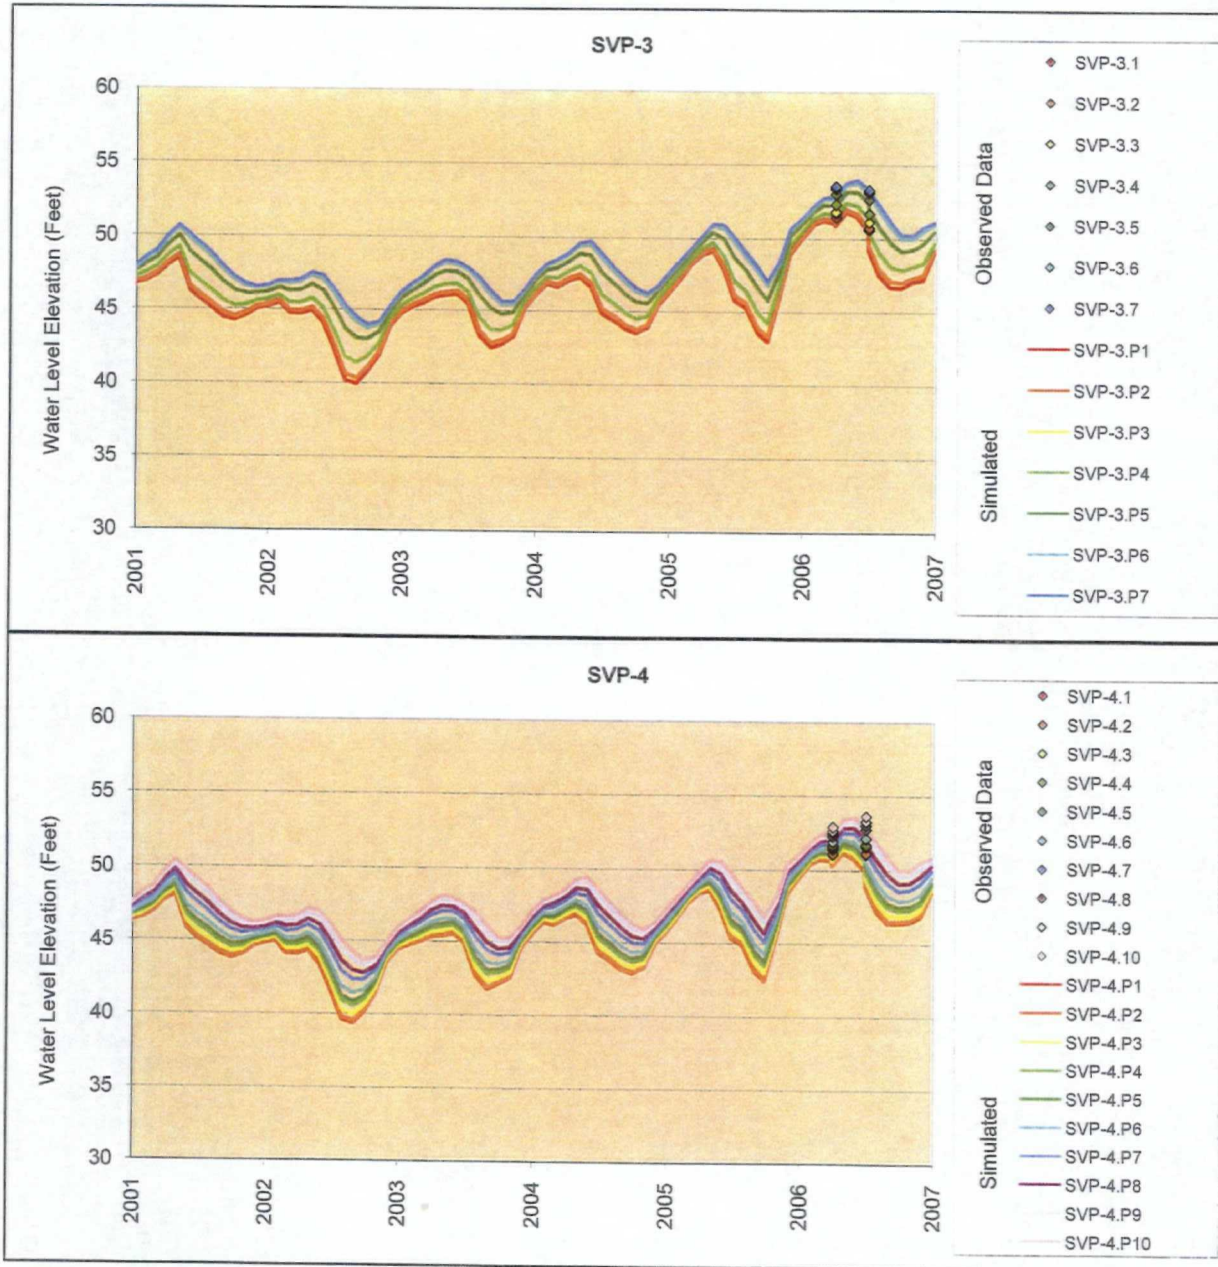 SVP-3
Water Level Elevation (Feet)
60
55
50
45
40
35
30
2001
2002
2003
2004
2005
2006
2007
Observed Data
SVP-3.1
SVP-3.2
SVP-3.3
SVP-3.4
SVP-3.5
SVP-3.6
SVP-3.7
Simulated
SVP-3.P1
SVP-3.P2
SVP-3.P3
SVP-3.P4
SVP-3.P5
SVP-3.P6
SVP-3.P7
SVP-4
Water Level Elevation (Feet)
60
55
50
45
40
35
30
2001
2002
2003
2004
2005
2006
2007
Observed Data
SVP-4.1
SVP-4.2
SVP-4.3
SVP-4.4
SVP-4.5
SVP-4.6
SVP-4.7
SVP-4.8
SVP-4.9
SVP-4.10
Simulated
SVP-4.P1
SVP-4.P2
SVP-4.P3
SVP-4.P4
SVP-4.P5
SVP-4.P6
SVP-4.P7
SVP-4.P8
SVP-4.P9
SVP-4.P10